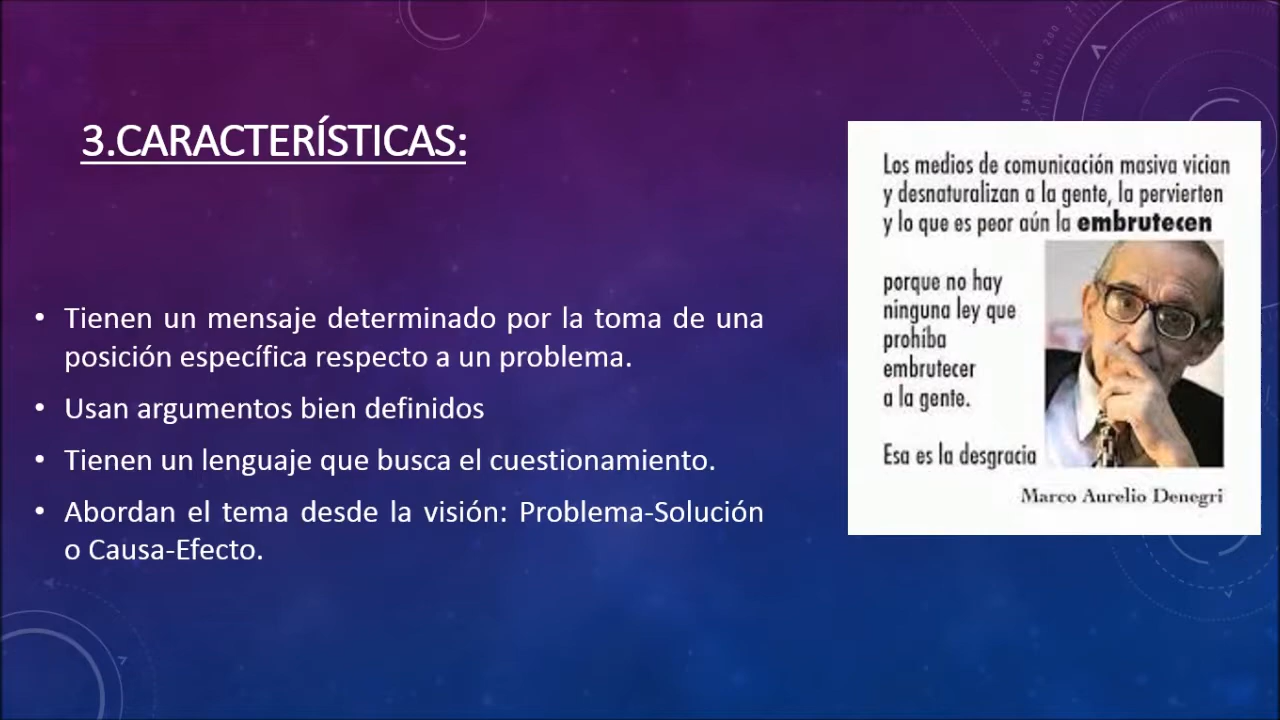 3.CARACTERÍSTICAS:
• Tienen un mensaje determinado por la toma de una
posición específica respecto a un problema.
• Usan argumentos bien definidos
• Tienen un lenguaje que busca el cuestionamiento.
• Abordan el tema desde la visión: Problema-Solución
o Causa-Efecto.
Los medios de comunicación masiva vician
y desnaturalizan a la gente, la pervierten
y lo que es peor aún la embrutecen
porque no hay
ninguna ley que
prohíba
embrutecer
a la gente.
Esa es la desgracia
Marco Aurelio Denegri